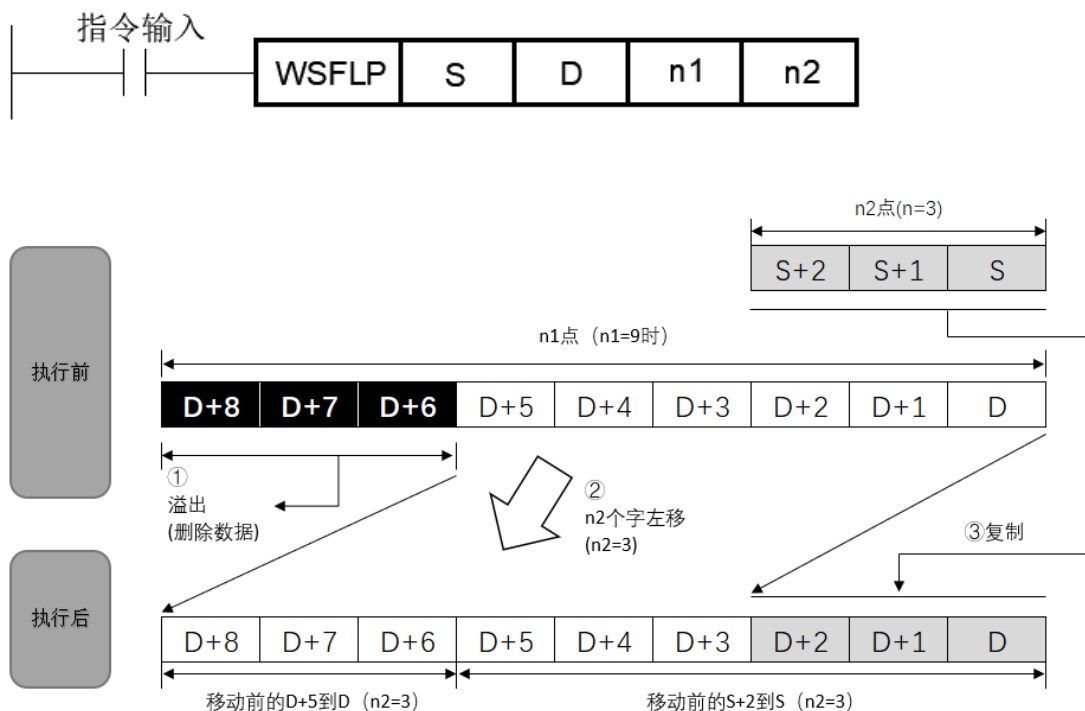 指令输入
WSFLP S D n1 n2
n2点(n=3)
S+2 S+1 S
n1点（n1=9时）
执行前
D+8 D+7 D+6 D+5 D+4 D+3 D+2 D+1 D
①
溢出
(删除数据)
②
n2个字左移
(n2=3)
③复制
执行后
D+8 D+7 D+6 D+5 D+4 D+3 D+2 D+1 D
移动前的D+5到D（n2=3） 移动前的S+2到S（n2=3）